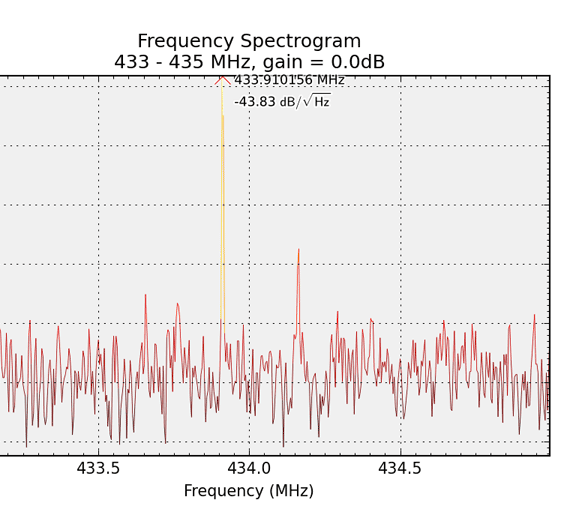 Frequency Spectrogram
433 - 435 MHz, gain = 0.0dB
433.910156 MHz
-43.83 dB/√Hz
433.5
434.0
434.5
Frequency (MHz)